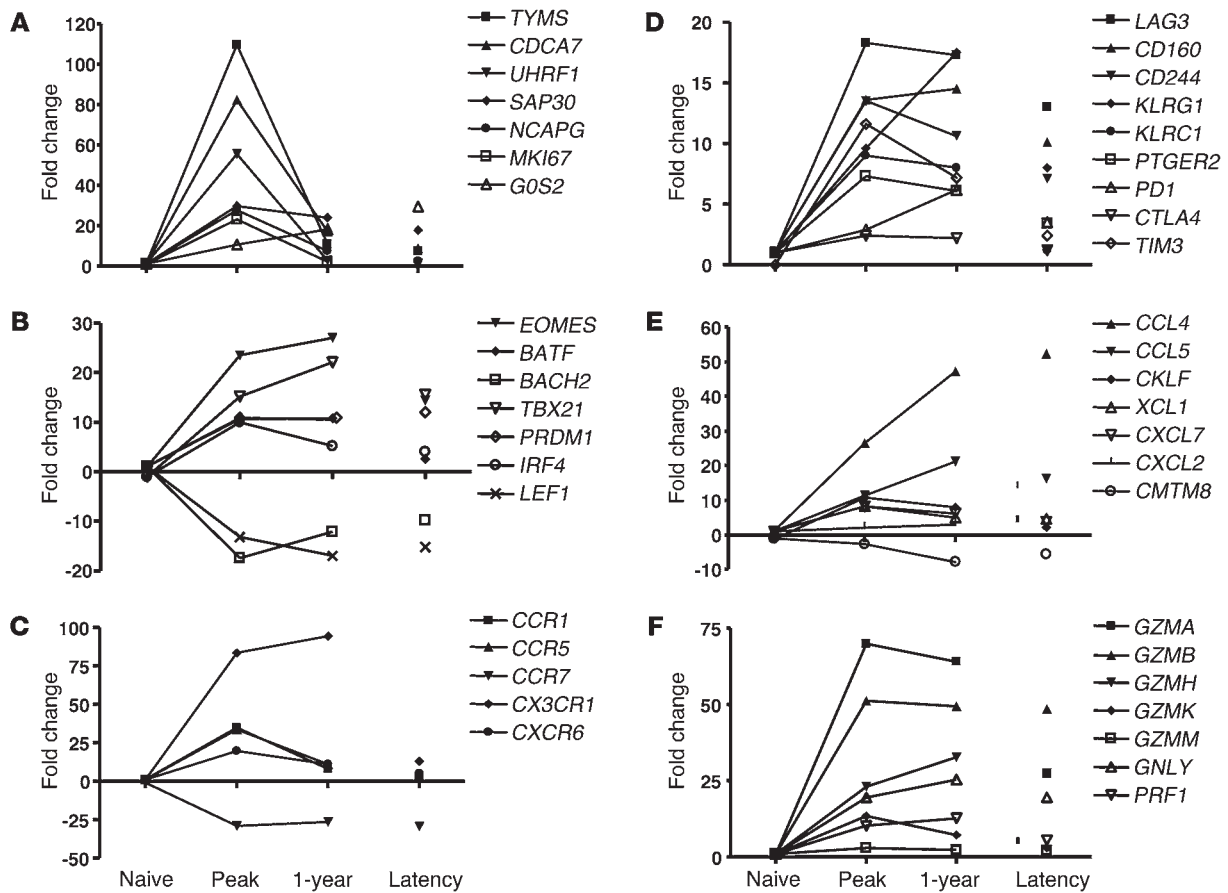 A
Fold change
120
100
80
60
40
20
0
TYMS
CDCA7
UHRF1
SAP30
NCAPG
MKI67
G0S2
B
Fold change
30
20
10
0
-10
-20
EOMES
BATF
BACH2
TBX21
PRDM1
IRF4
LEF1
C
Fold change
100
75
50
25
0
-25
-50
CCR1
CCR5
CCR7
CX3CR1
CXCR6
Naive Peak 1-year Latency
D
Fold change
20
15
10
5
0
LAG3
CD160
CD244
KLRG1
KLRC1
PTGER2
PD1
CTLA4
TIM3
E
Fold change
60
50
40
30
20
10
0
-10
CCL4
CCL5
CKLF
XCL1
CXCL7
CXCL2
CMTM8
F
Fold change
75
50
25
0
GZMA
GZMB
GZMH
GZMK
GZMM
GNLY
PRF1
Naive Peak 1-year Latency